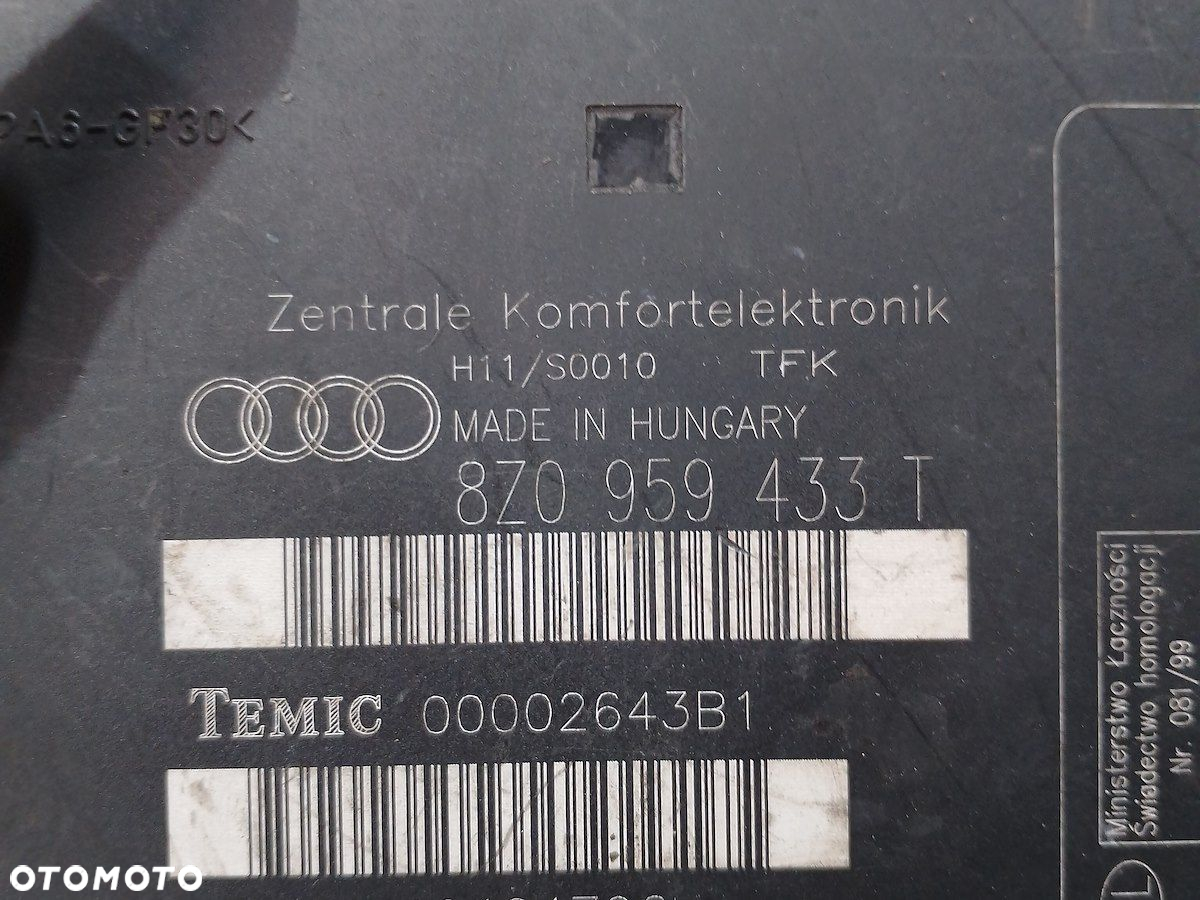 PA6-GF30<
Zentrale Komfortelektronik
H11/S0010 TFK
MADE IN HUNGARY
8Z0 959 433 T
TEMIC 00002643B1
Ministerstwo Łączności
Świadectwo homologacji
Nr. 081/99
OTOMOTO